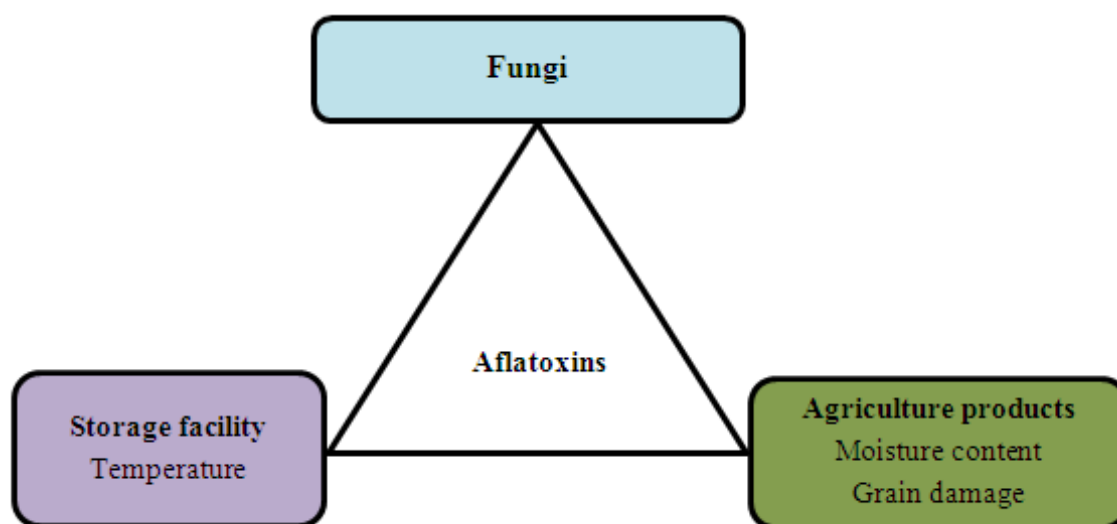 Fungi
Aflatoxins
Storage facility
Temperature
Agriculture products
Moisture content
Grain damage